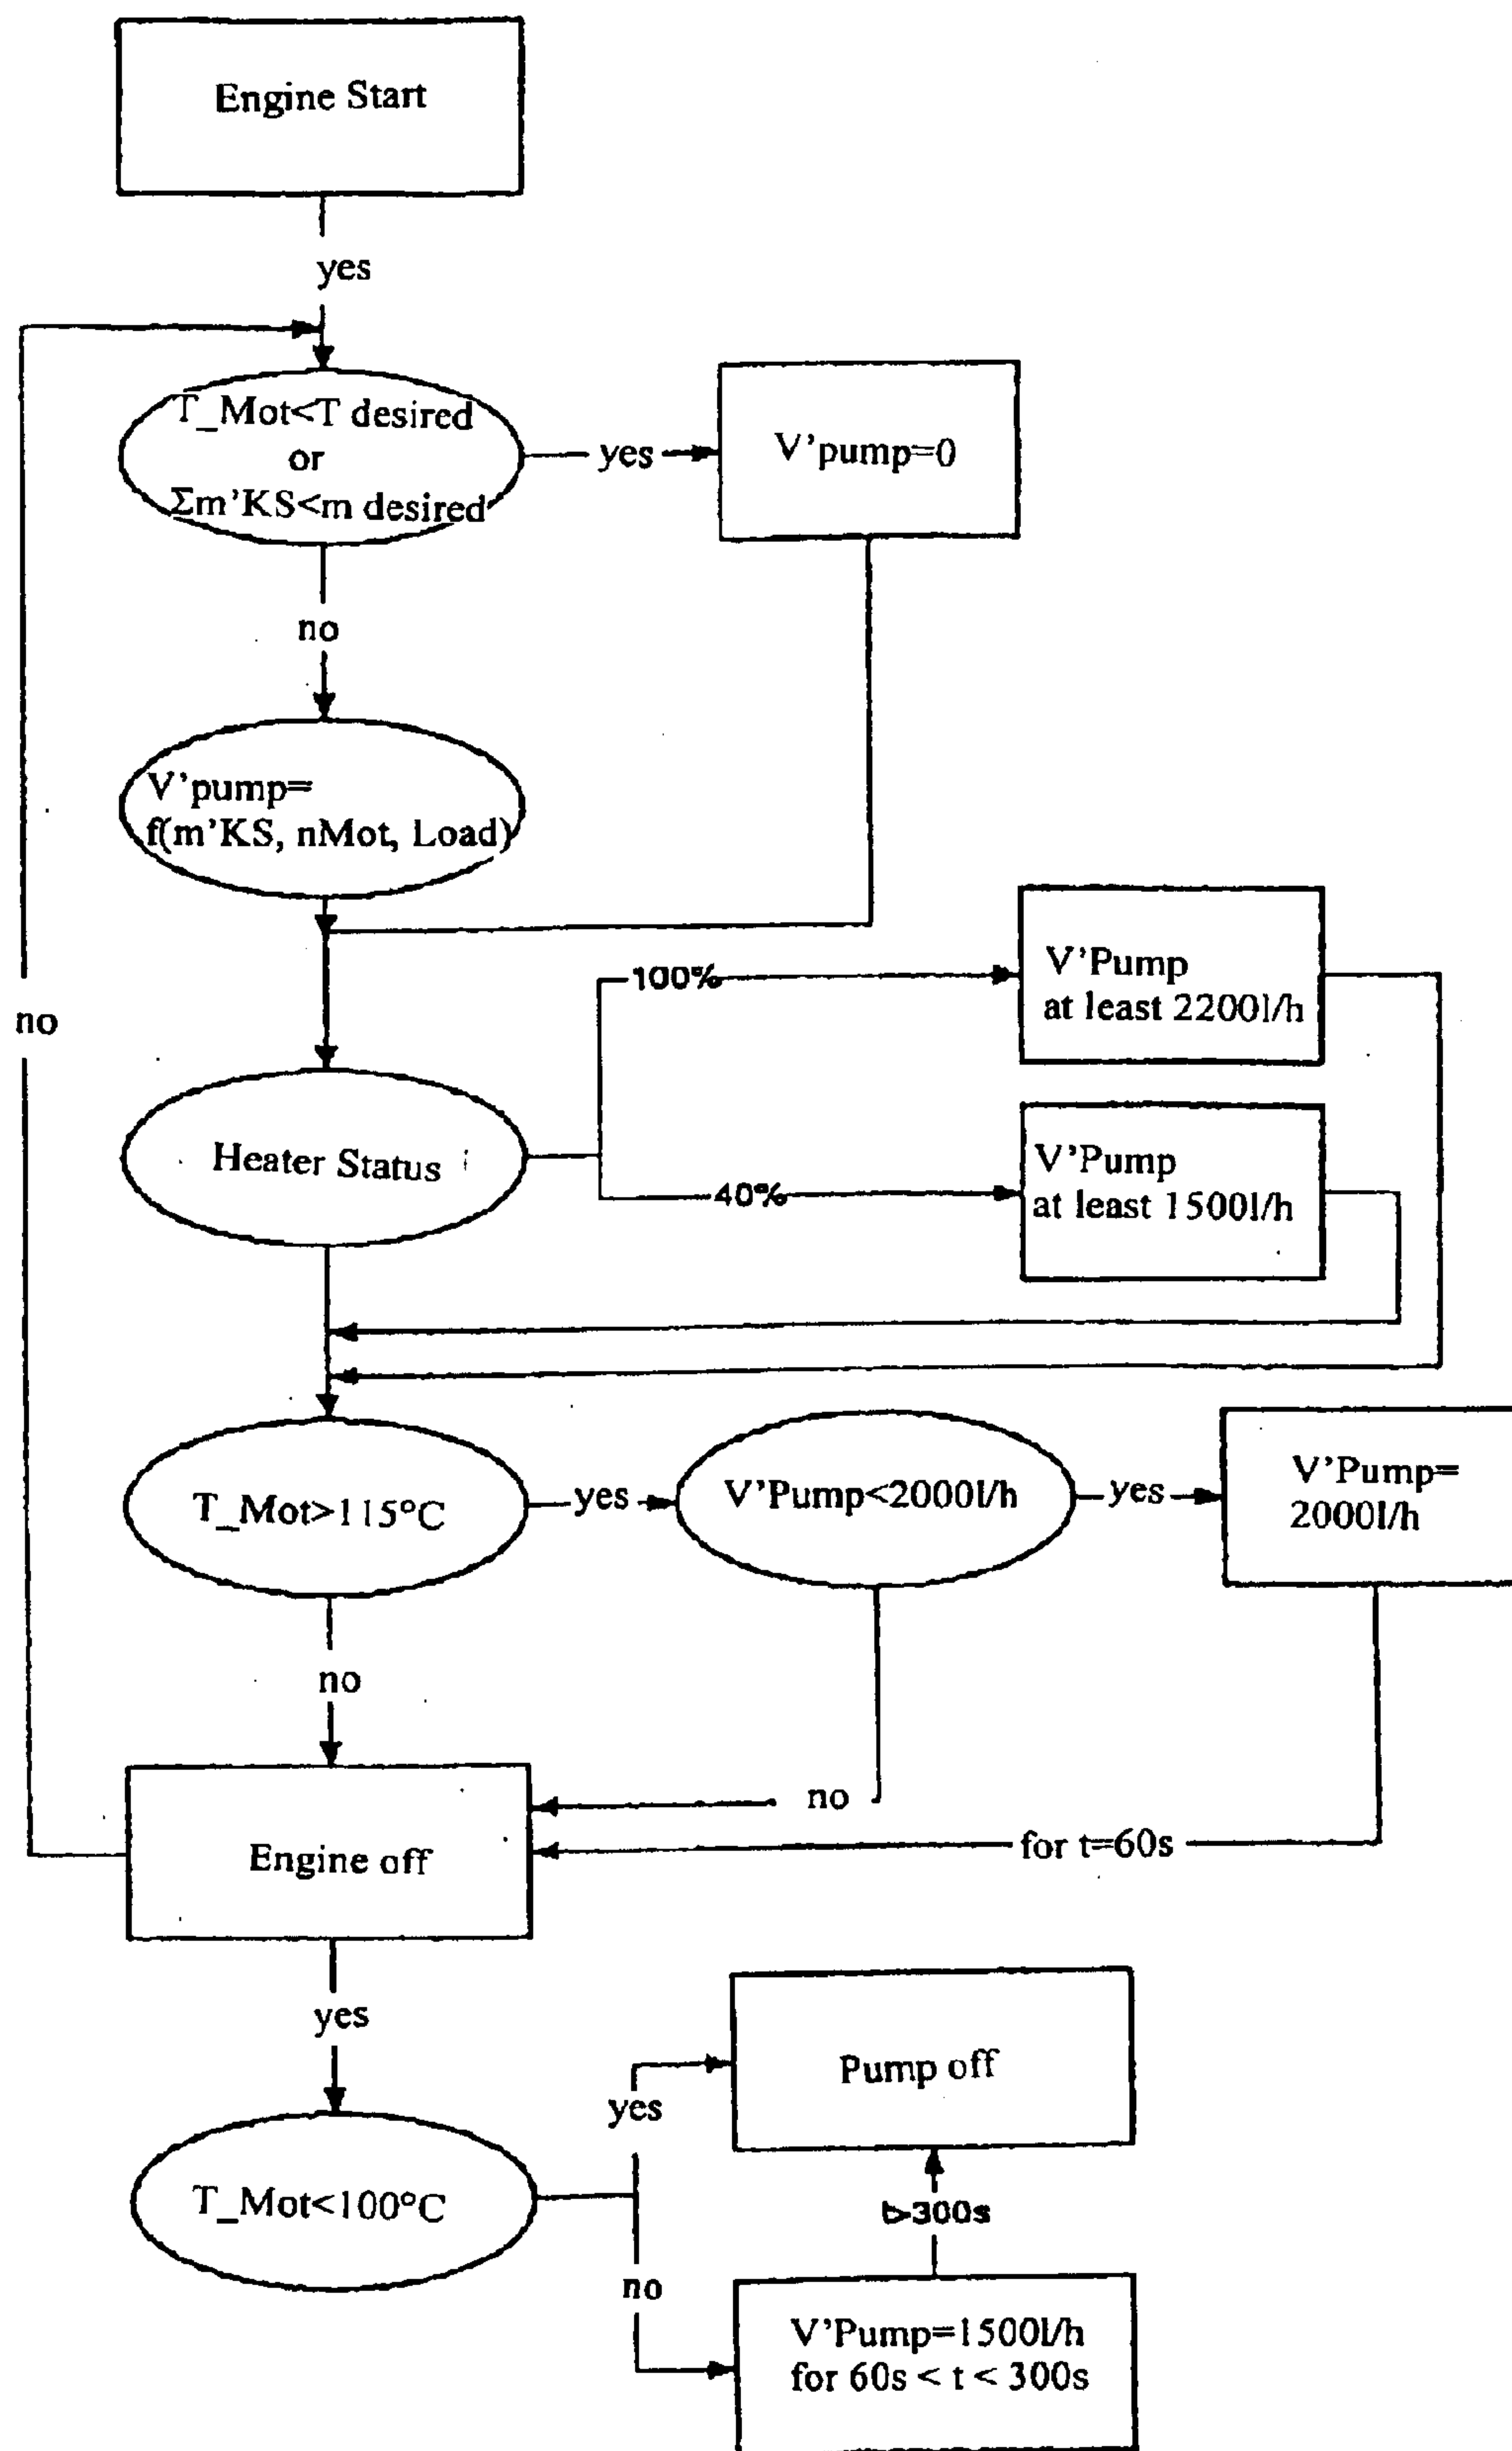 Engine Start
yes
T_Mot<T desired
or
Σm'KS<m desired
yes
V'pump=0
no
V'pump=
f(m'KS, nMot, Load)
100%
V'Pump
at least 2200l/h
no
Heater Status
40%
V'Pump
at least 1500l/h
T_Mot>115°C
yes
V'Pump<2000l/h
yes
V'Pump=
2000l/h
no
no
for t=60s
Engine off
yes
Pump off
yes
T_Mot<100°C
t>300s
no
V'Pump=1500l/h
for 60s < t < 300s